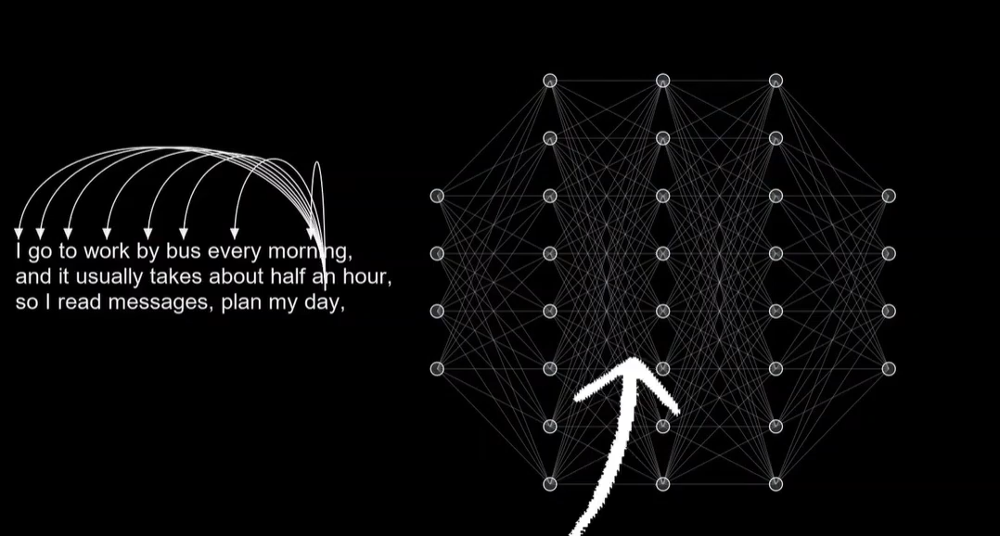 I go to work by bus every morning,
and it usually takes about half an hour,
so I read messages, plan my day,